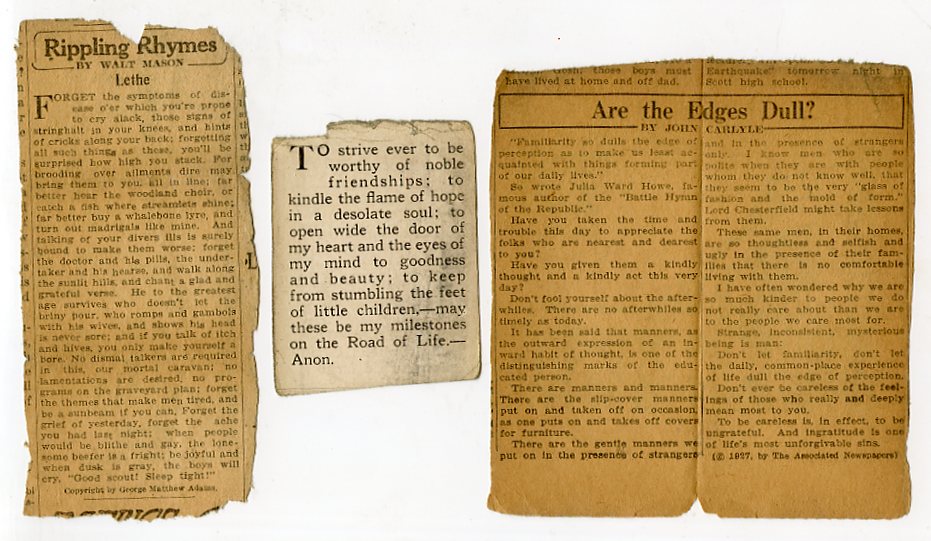 Rippling Rhymes
BY WALT MASON
Lethe
FORGET the symptoms of dis-
ease o'er which you're prone
to cry alack, those signs of
stringhalt in your knees, and hints
of cricks along your back; forgetting
all such things as these, you'll be
surprised how high you stack. For
brooding over ailments dire may
bring them to you, all in line; far
better hear the woodland choir, or
catch a fish where streamlets shine;
far better buy a whalebone lyre, and
turn out madrigals like mine. And
talking of your divers ills is surely
bound to make them worse; forget
the doctor and his pills, the under-
taker and his hearse, and walk along
the sunlit hills, and chant a glad and
grateful verse. He to the greatest
age survives who doesn't let the
briny pour, who romps and gambols
with his wives, and shows his head
is never sore; and if you talk of itch
and hives, you only make yourself a
bore. No dismal talkers are required
in this, our mortal caravan; no
lamentations are desired, no pro-
grams on the graveyard plan; forget
the themes that make men tired, and
be a sunbeam if you can. Forget the
grief of yesterday, forget the ache
you had last night; when people
would be blithe and gay, the lone-
some beefer is a fright; be joyful and
when dusk is gray, the boys will
cry, "Good scout! Sleep tight!"
Copyright by George Matthew Adams.
TO strive ever to be
worthy of noble
friendships; to
kindle the flame of hope
in a desolate soul; to
open wide the door of
my heart and the eyes of
my mind to goodness
and beauty; to keep
from stumbling the feet
of little children,—may
these be my milestones
on the Road of Life.—
Anon.
Gosh, those boys must
have lived at home and off dad.
Earthquake" tomorrow night in
Scott high school.
Are the Edges Dull?
BY JOHN CARLYLE
"Familiarity so dulls the edge of
perception as to make us least ac-
quainted with things forming part
of our daily lives."
So wrote Julia Ward Howe, fa-
mous author of the "Battle Hymn
of the Republic."
Have you taken the time and
trouble this day to appreciate the
folks who are nearest and dearest
to you?
Have you given them a kindly
thought and a kindly act this very
day?
Don't fool yourself about the after-
whiles. There are no afterwhiles so
timely as today.
It has been said that manners, as
the outward expression of an in-
ward habit of thought, is one of the
distinguishing marks of the edu-
cated person.
There are manners and manners.
There are the slip-cover manners
put on and taken off on occasion,
as one puts on and takes off covers
for furniture.
There are the gentle manners we
put on in the presence of strangers
and in the presence of strangers
only. I know men who are so
polite when they are with people
whom they do not know well, that
they seem to be the very "glass of
fashion and the mold of form."
Lord Chesterfield might take lessons
from them.
These same men, in their homes,
are so thoughtless and selfish and
ugly in the presence of their fam-
ilies that there is no comfortable
living with them.
I have often wondered why we are
so much kinder to people we do
not really care about than we are
to the people we care most for.
Strange, inconsistent, mysterious
being is man:
Don't let familiarity, don't let
the daily, common-place experience
of life dull the edge of perception.
Don't ever be careless of the feel-
ings of those who really and deeply
mean most to you.
To be careless is, in effect, to be
ungrateful. And ingratitude is one
of life's most unforgivable sins.
(© 1927, by The Associated Newspapers)